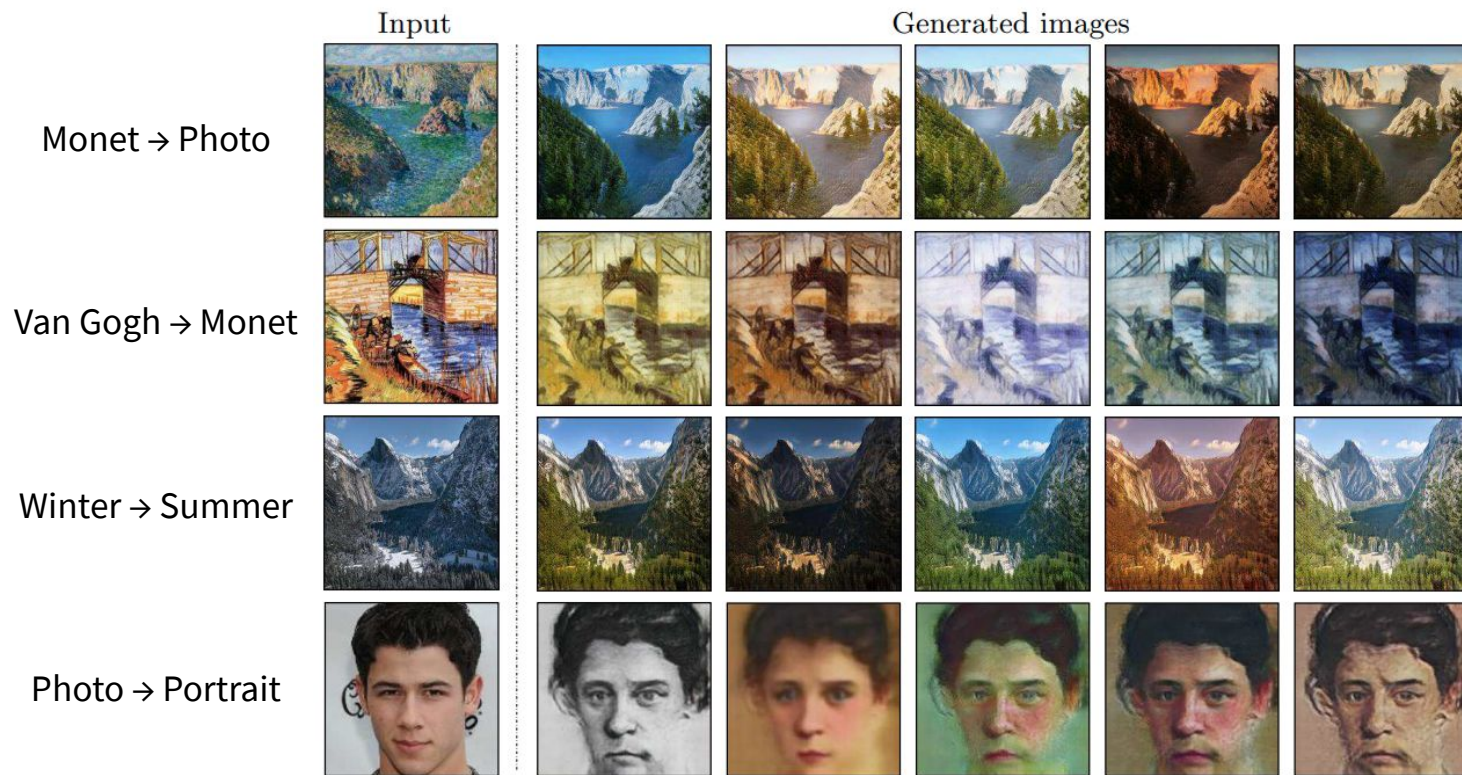 Input
Generated images
Monet → Photo
Van Gogh → Monet
Winter → Summer
Photo → Portrait